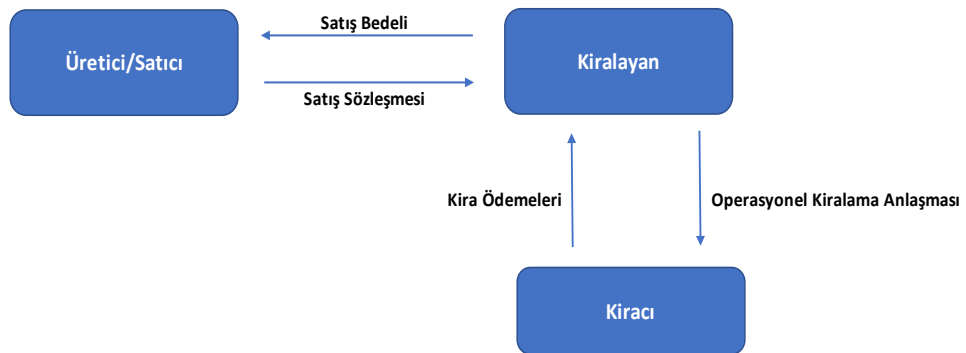 Satış Bedeli
Üretici/Satıcı
Kiralayan
Satış Sözleşmesi
Kira Ödemeleri
Operasyonel Kiralama Anlaşması
Kiracı